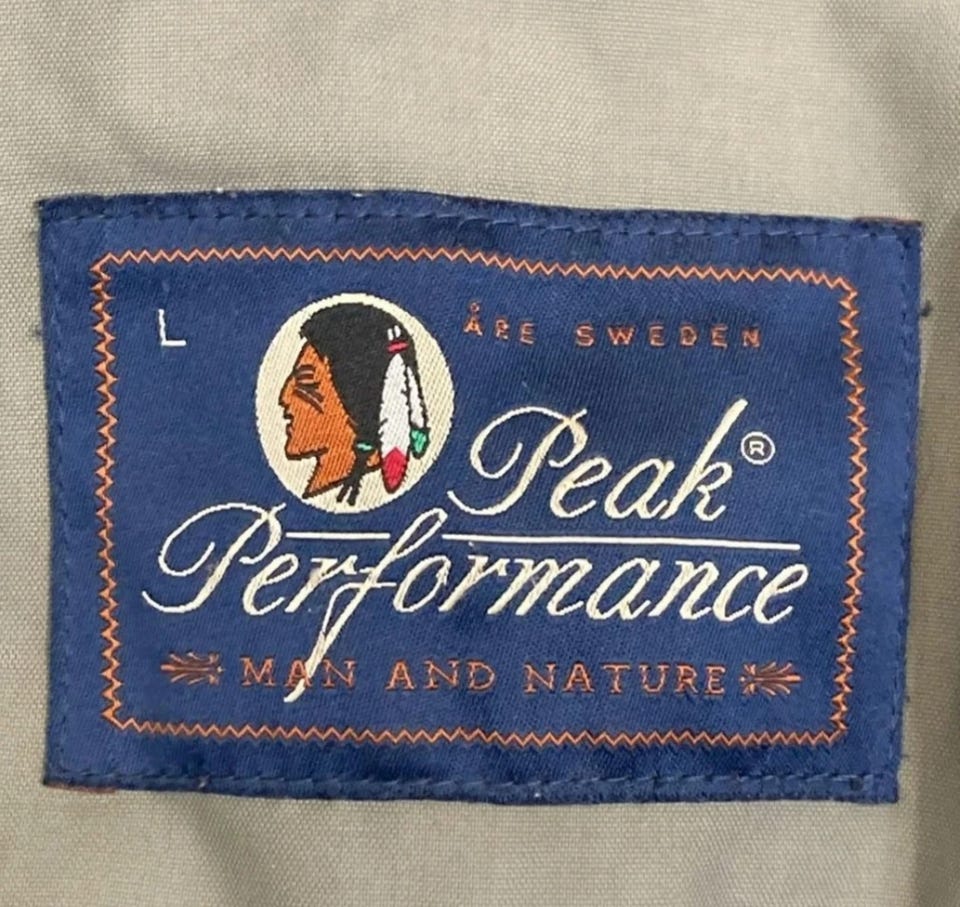 L
ÅRE SWEDEN
Peak®
Performance
MAN AND NATURE